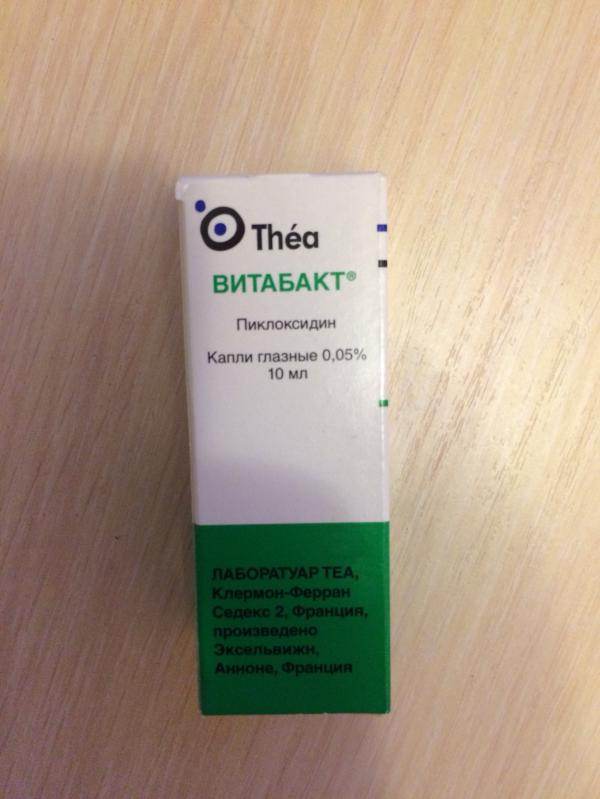 Théa
ВИТАБАКТ®
Пиклоксидин
Капли глазные 0,05%
10 мл
ЛАБОРАТУАР ТЕА,
Клермон-Ферран
Седекс 2, Франция,
произведено
Эксельвижн,
Анноне, Франция